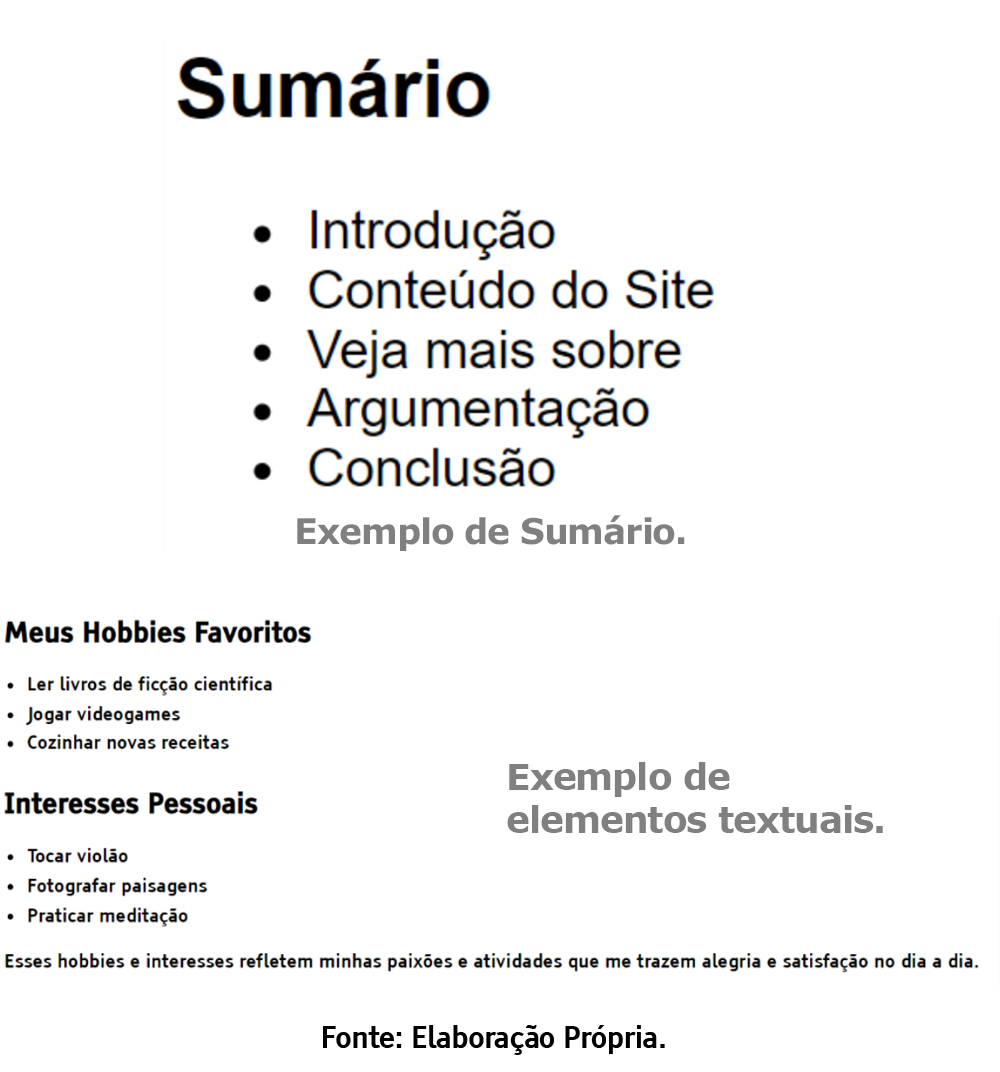 Sumário
• Introdução
• Conteúdo do Site
• Veja mais sobre
• Argumentação
• Conclusão
Exemplo de Sumário.
Meus Hobbies Favoritos
• Ler livros de ficção científica
• Jogar videogames
• Cozinhar novas receitas
Interesses Pessoais
• Tocar violão
• Fotografar paisagens
• Praticar meditação
Exemplo de
elementos textuais.
Esses hobbies e interesses refletem minhas paixões e atividades que me trazem alegria e satisfação no dia a dia.
Fonte: Elaboração Própria.